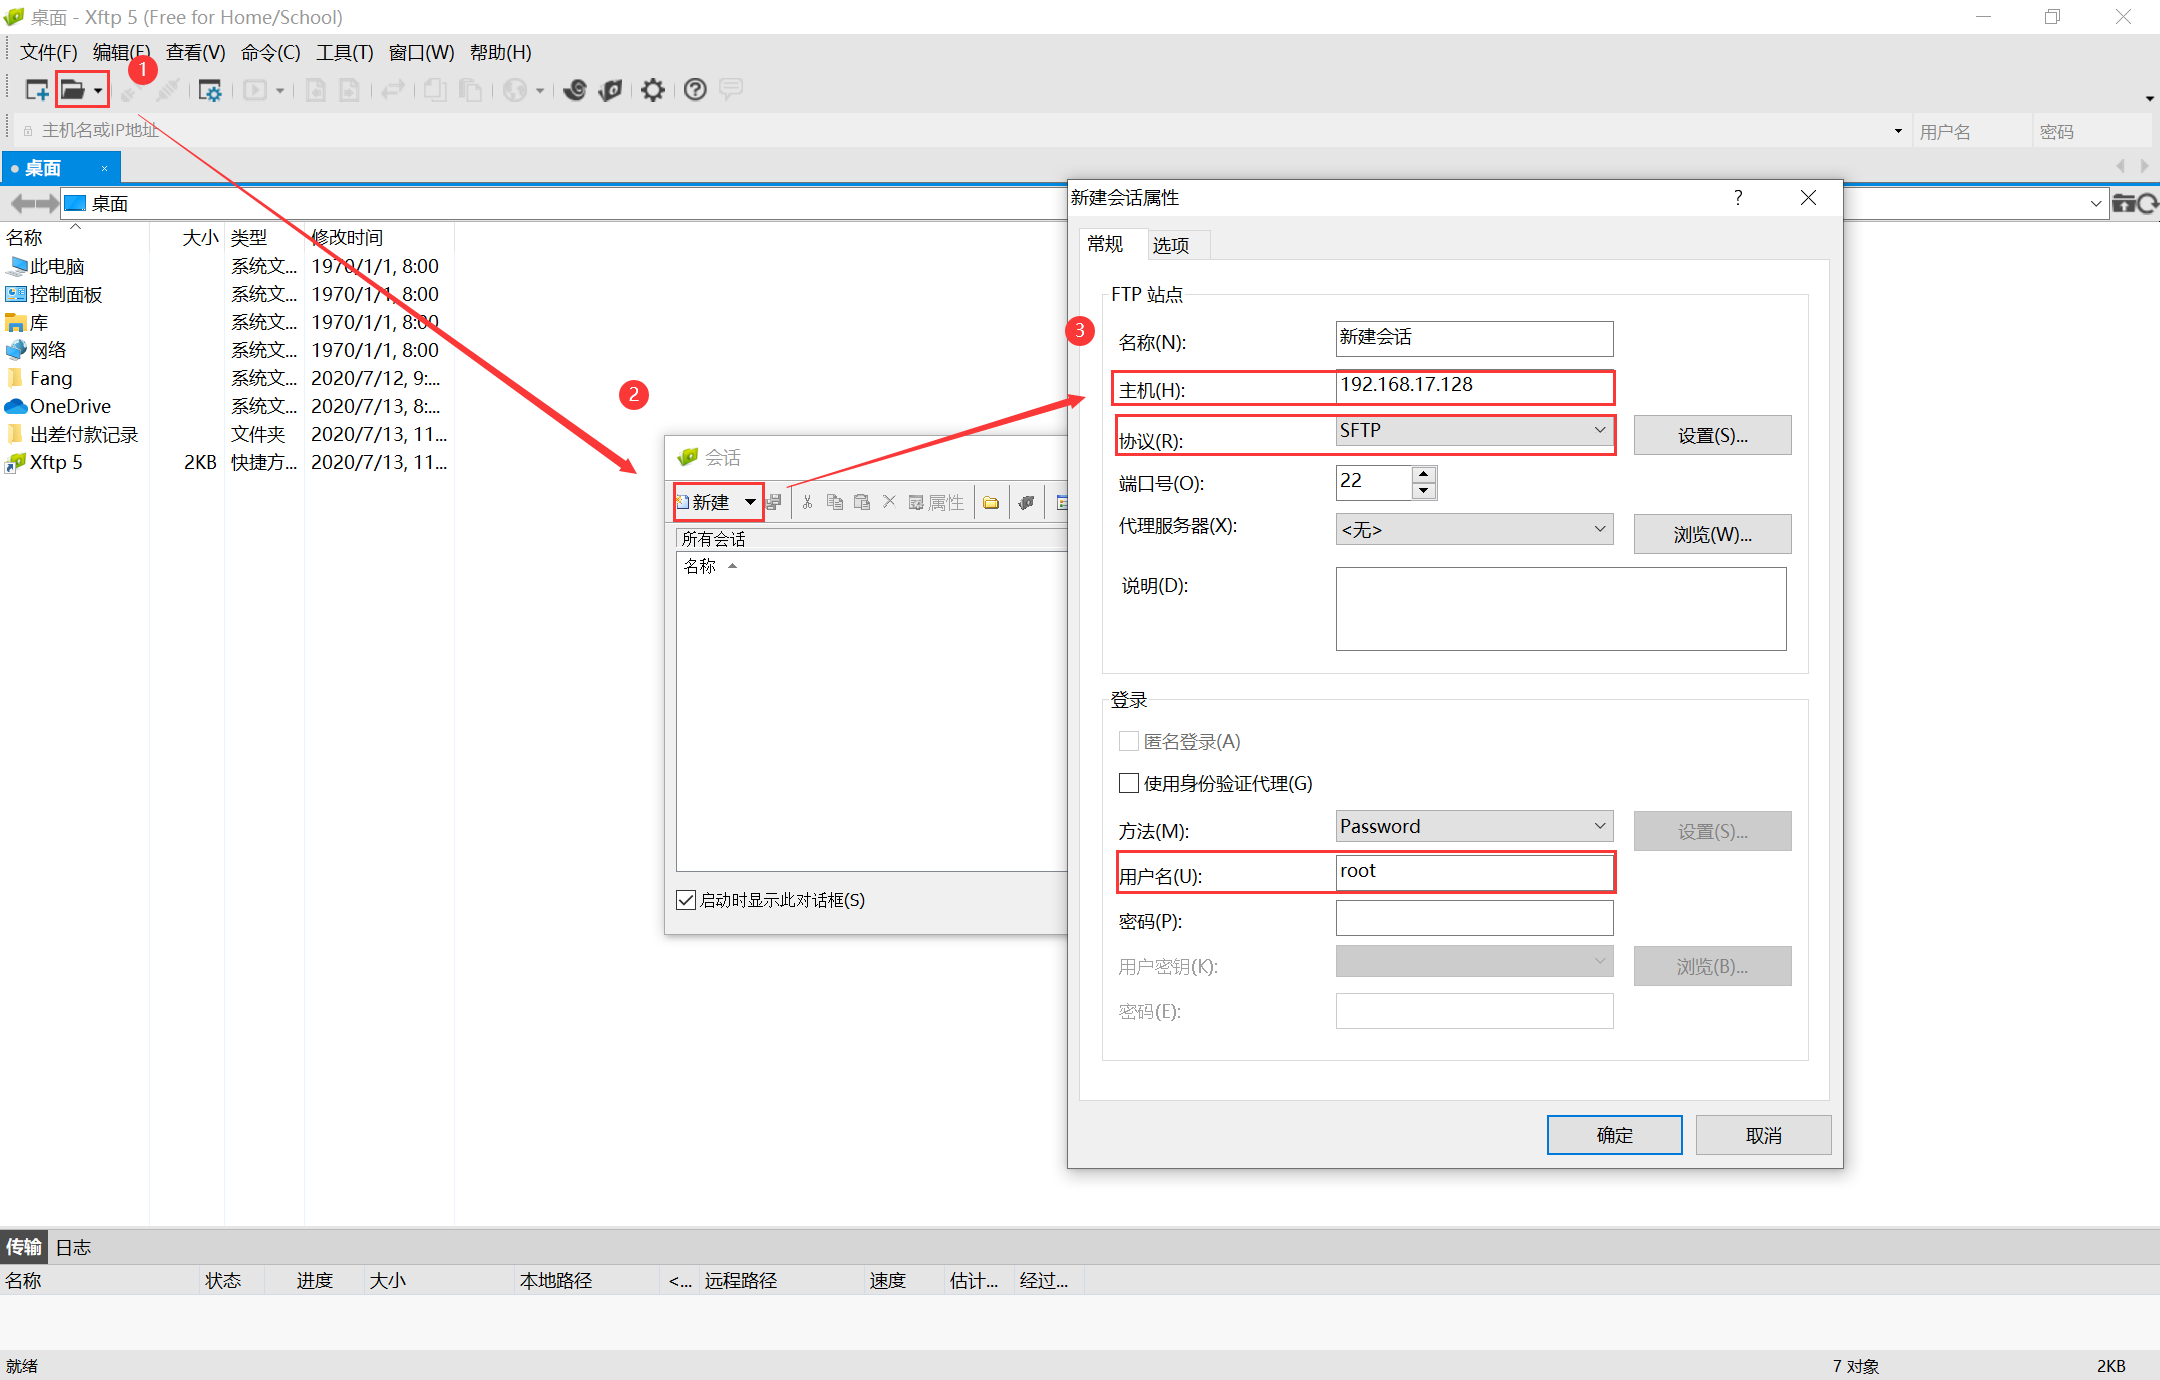 桌面 - Xftp 5 (Free for Home/School)
文件(F) 编辑(E) 查看(V) 命令(C) 工具(T) 窗口(W) 帮助(H)
1
主机名或IP地址 用户名 密码
桌面
桌面
名称 大小 类型 修改时间
此电脑 系统文... 1970/1/1, 8:00
控制面板 系统文... 1970/1/1, 8:00
库 系统文... 1970/1/1, 8:00
网络 系统文... 1970/1/1, 8:00
Fang 系统文... 2020/7/12, 9:...
OneDrive 系统文... 2020/7/13, 8:...
出差付款记录 文件夹 2020/7/13, 11...
Xftp 5 2KB 快捷方... 2020/7/13, 11...
2
会话
新建 属性
所有会话
名称
启动时显示此对话框(S)
3
新建会话属性 ?
常规 选项
FTP 站点
名称(N): 新建会话
主机(H): 192.168.17.128
协议(R): SFTP 设置(S)...
端口号(O): 22
代理服务器(X): <无> 浏览(W)...
说明(D):
登录
匿名登录(A)
使用身份验证代理(G)
方法(M): Password 设置(S)...
用户名(U): root
密码(P):
用户密钥(K): 浏览(B)...
密码(E):
确定 取消
传输 日志
名称 状态 进度 大小 本地路径 <... 远程路径 速度 估计... 经过...
就绪 7 对象 2KB